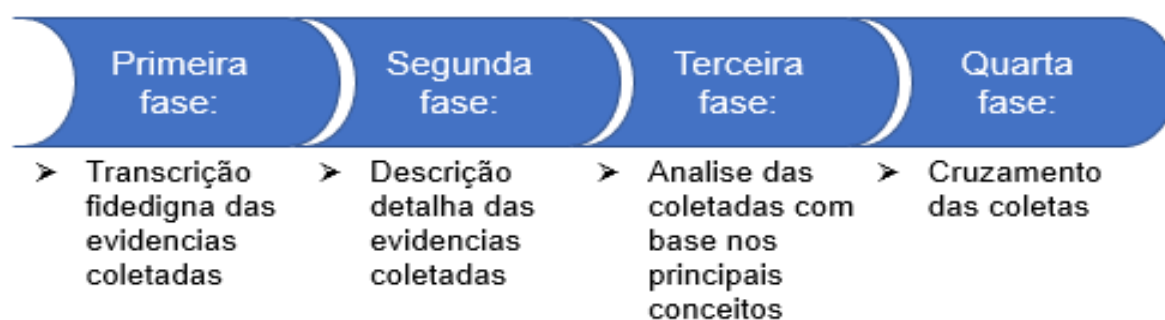 Primeira
fase:
➤ Transcrição
fidedigna das
evidencias
coletadas
Segunda
fase:
➤ Descrição
detalha das
evidencias
coletadas
Terceira
fase:
➤ Analise das
coletadas com
base nos
principais
conceitos
Quarta
fase:
➤ Cruzamento
das coletas